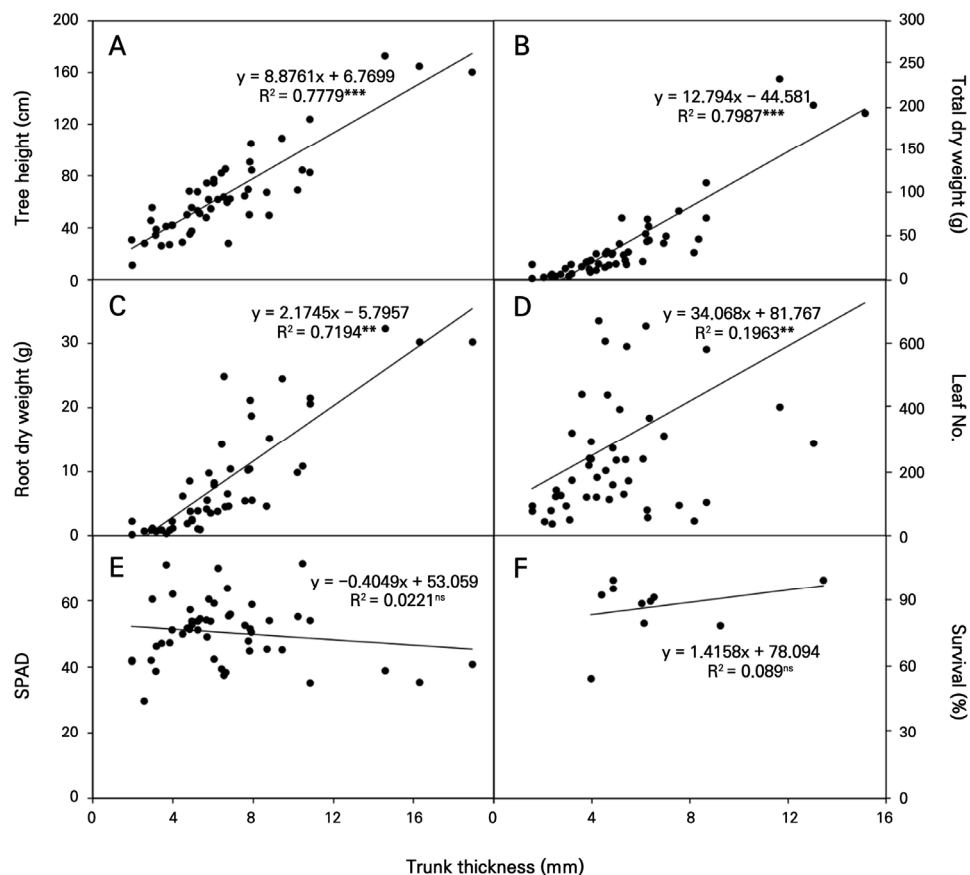 200
160
120
80
40
0
Tree height (cm)
A
y = 8.8761x + 6.7699
R² = 0.7779***
B
y = 12.794x − 44.581
R² = 0.7987***
300
250
200
150
100
50
0
Total dry weight (g)
30
20
10
0
Root dry weight (g)
C
y = 2.1745x − 5.7957
R² = 0.7194**
D
y = 34.068x + 81.767
R² = 0.1963**
600
400
200
0
Leaf No.
60
40
20
0
SPAD
E
y = −0.4049x + 53.059
R² = 0.0221ns
F
y = 1.4158x + 78.094
R² = 0.089ns
90
60
30
0
Survival (%)
0 4 8 12 16 0 4 8 12 16
Trunk thickness (mm)